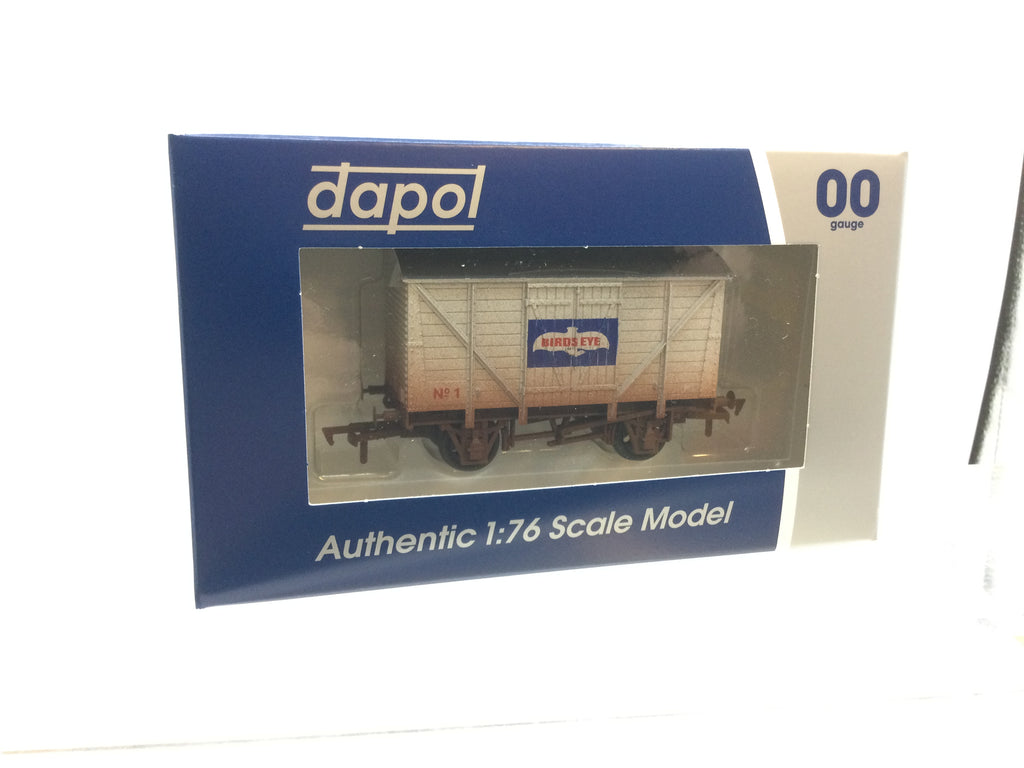 dapol
00
gauge
BIRDS EYE
Nº 1
Authentic 1:76 Scale Model